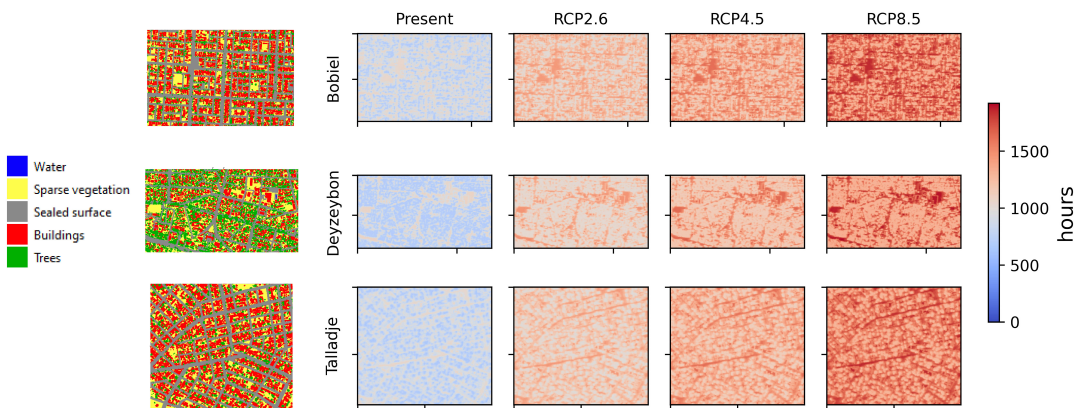 Present
RCP2.6
RCP4.5
RCP8.5
Bobiel
Deyzeybon
Talladje
Water
Sparse vegetation
Sealed surface
Buildings
Trees
1500
1000
500
0
hours